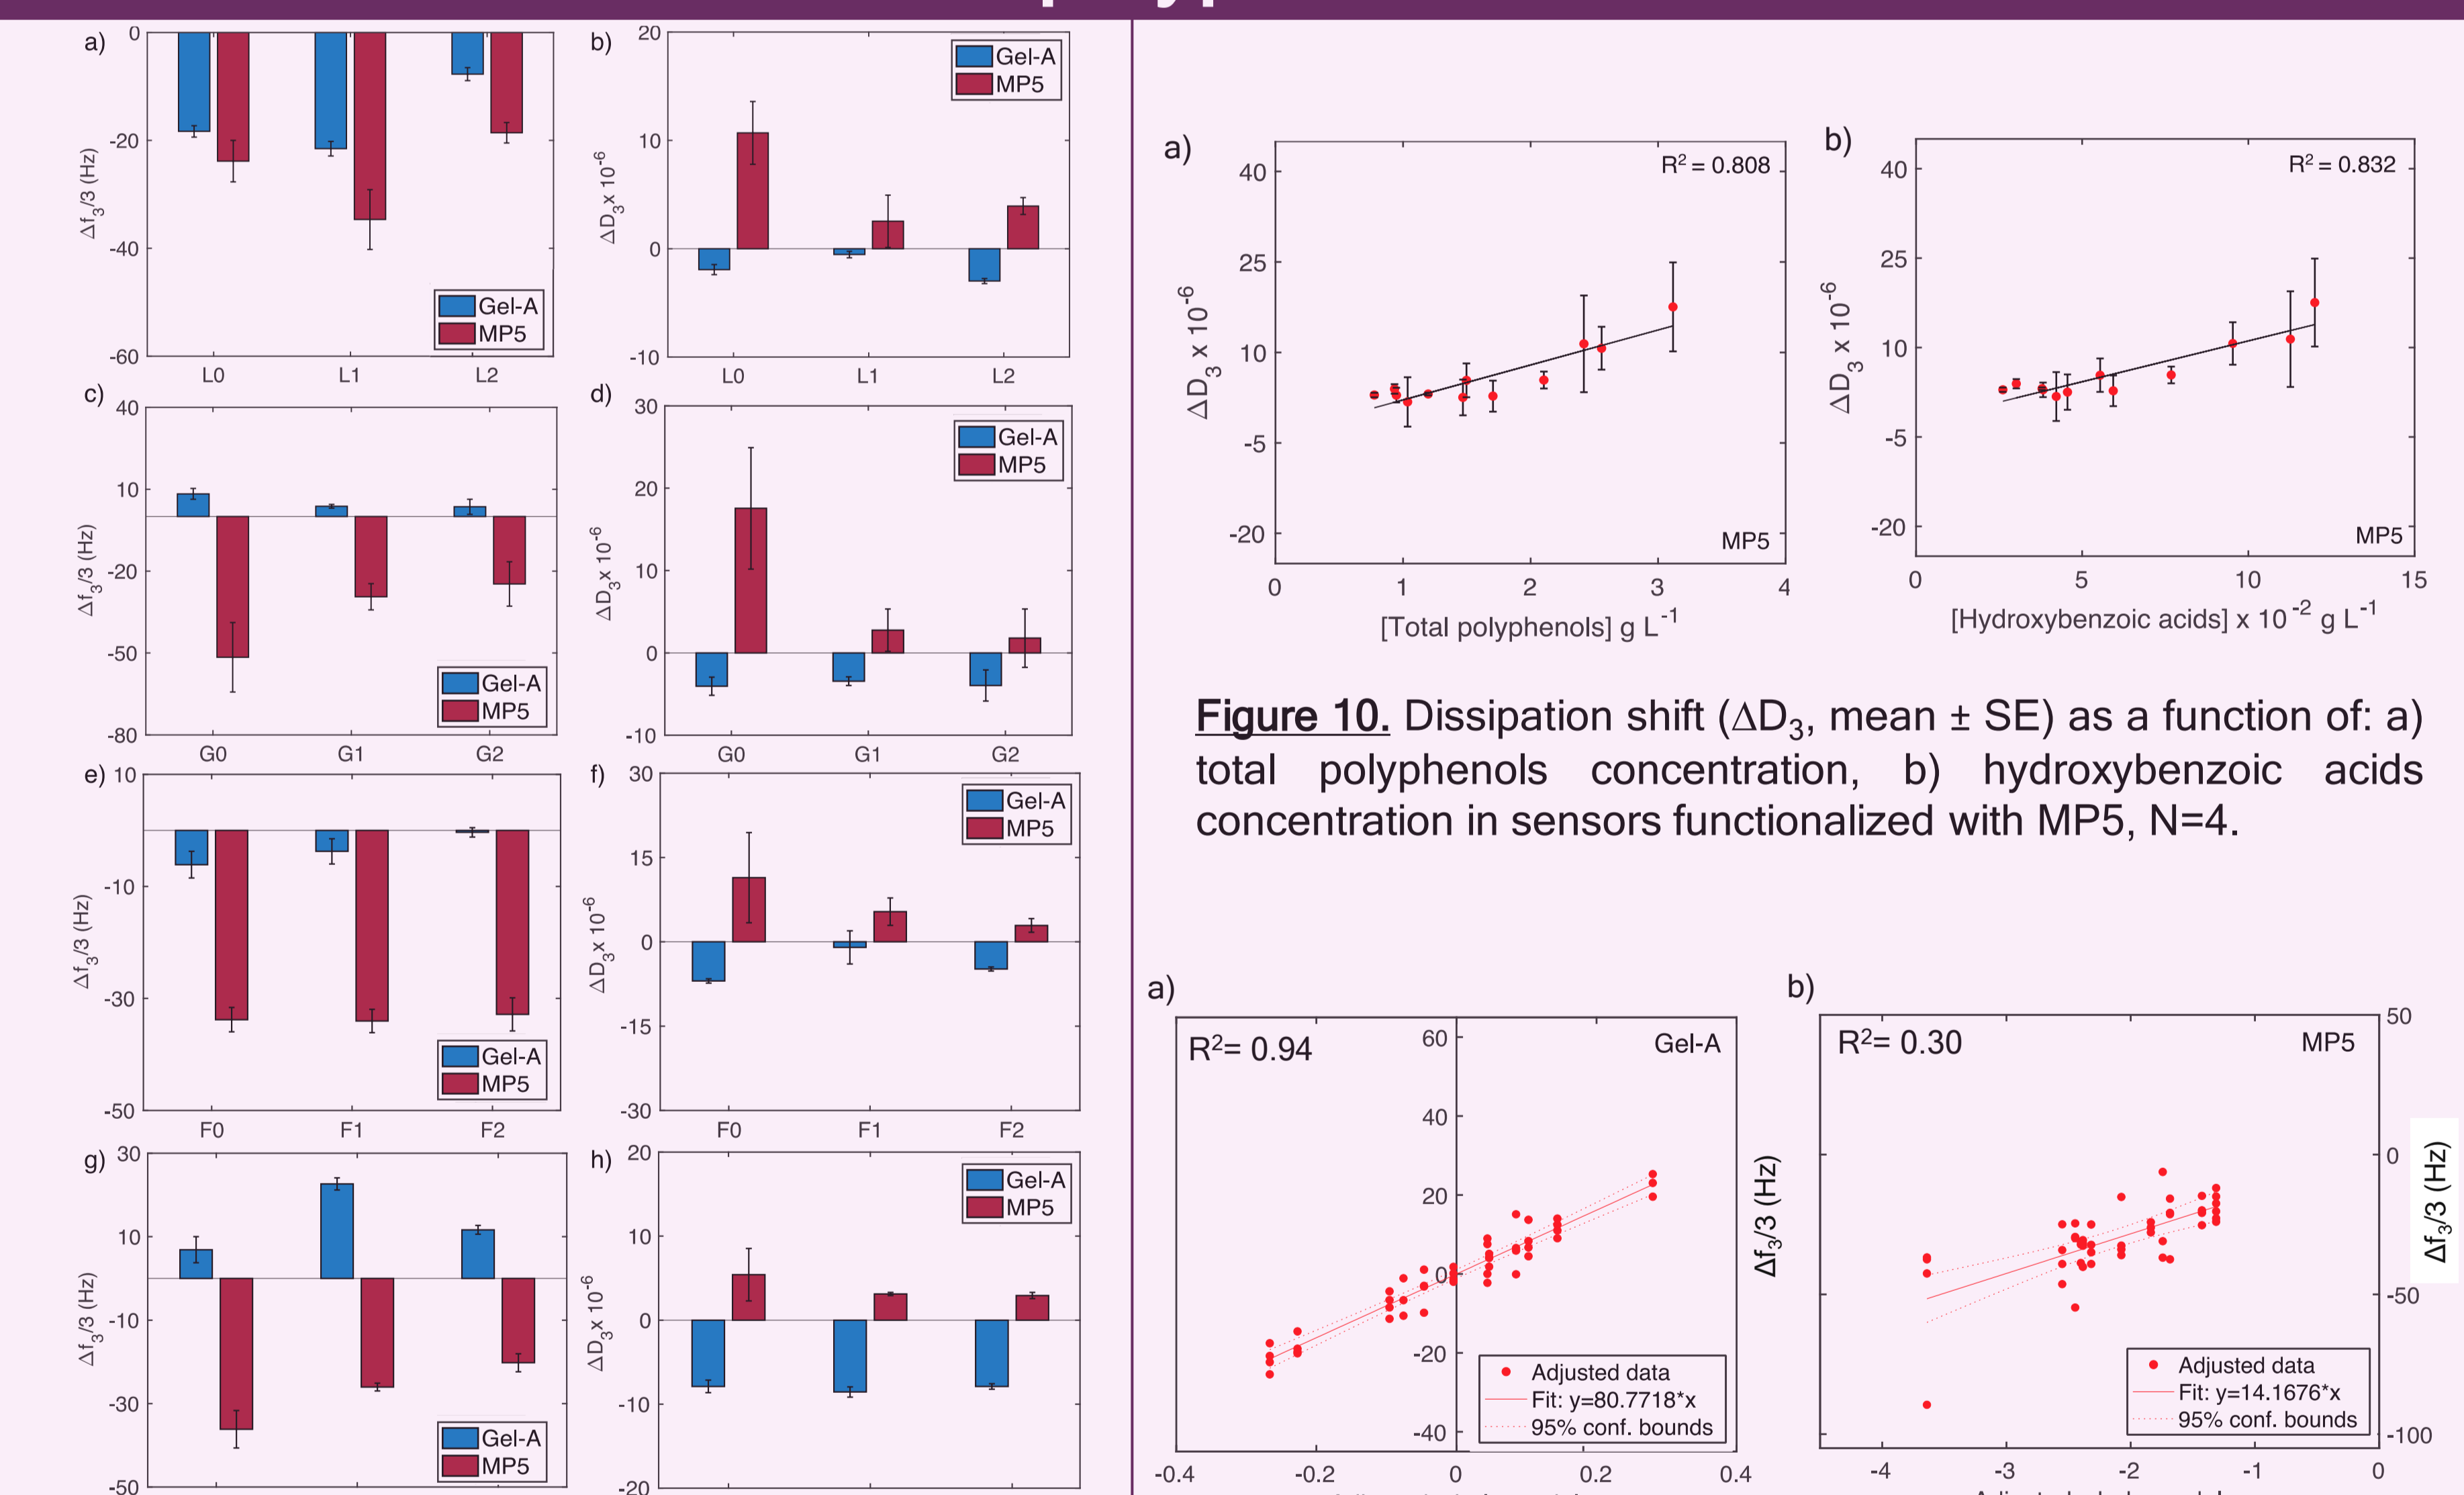 a)
0
-20
-40
-60
Δf3/3 (Hz)
Gel-A
MP5
L0 L1 L2
b)
20
10
0
-10
ΔD3x 10-6
Gel-A
MP5
L0 L1 L2
c)
40
10
-20
-50
-80
Δf3/3 (Hz)
Gel-A
MP5
G0 G1 G2
d)
30
20
10
0
-10
ΔD3x 10-6
Gel-A
MP5
G0 G1 G2
e)
10
-10
-30
-50
Δf3/3 (Hz)
Gel-A
MP5
F0 F1 F2
f)
30
15
0
-15
-30
ΔD3x 10-6
Gel-A
MP5
F0 F1 F2
g)
30
10
-10
-30
-50
Δf3/3 (Hz)
Gel-A
MP5
h)
20
10
0
-10
-20
ΔD3x 10-6
Gel-A
MP5
a)
R2 = 0.808
40
25
10
-5
-20
ΔD3 x 10-6
MP5
0 1 2 3 4
[Total polyphenols] g L-1
b)
R2 = 0.832
40
25
10
-5
-20
ΔD3 x 10-6
MP5
0 5 10 15
[Hydroxybenzoic acids] x 10-2 g L-1
Figure 10. Dissipation shift (ΔD3, mean ± SE) as a function of: a)
total polyphenols concentration, b) hydroxybenzoic acids
concentration in sensors functionalized with MP5, N=4.
a)
R2= 0.94
Gel-A
60
40
20
0
-20
-40
Δf3/3 (Hz)
Adjusted data
Fit: y=80.7718*x
95% conf. bounds
-0.4 -0.2 0 0.2 0.4
b)
R2= 0.30
MP5
50
0
-50
-100
Δf3/3 (Hz)
Adjusted data
Fit: y=14.1676*x
95% conf. bounds
-4 -3 -2 -1 0